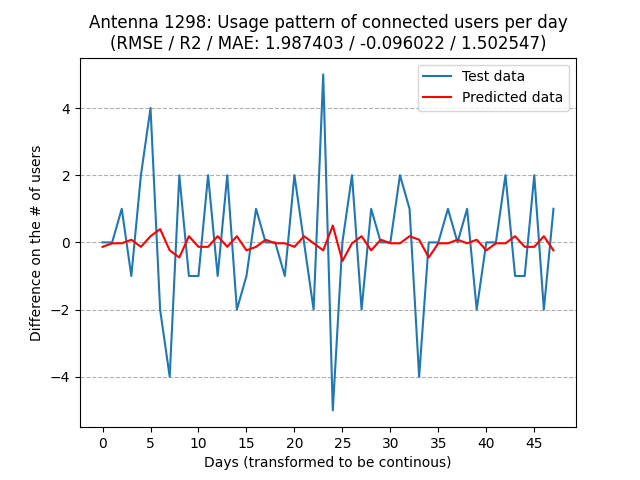 Antenna 1298: Usage pattern of connected users per day
(RMSE / R2 / MAE: 1.987403 / -0.096022 / 1.502547)
Test data
Predicted data
Difference on the # of users
4
2
0
−2
−4
0 5 10 15 20 25 30 35 40 45
Days (transformed to be continous)